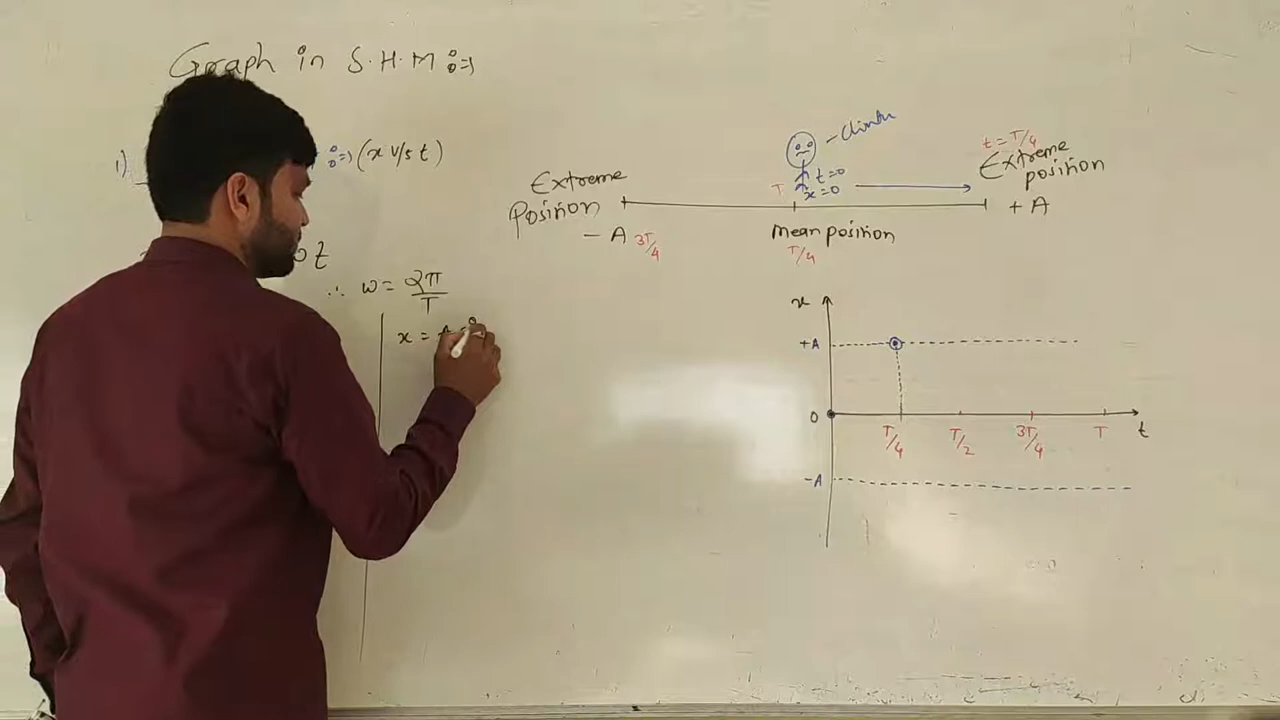 Graph in S.H.M :=>
1) :=> (x v/s t)
t
∴ w = 2π/T
x =
- Chintu
t=0
x=0
T
t = T/4
Extreme position
+ A
Extreme Position
- A 3T/4
mean position
T/4
x
+A
0
T/4 T/2 3T/4 T t
-A